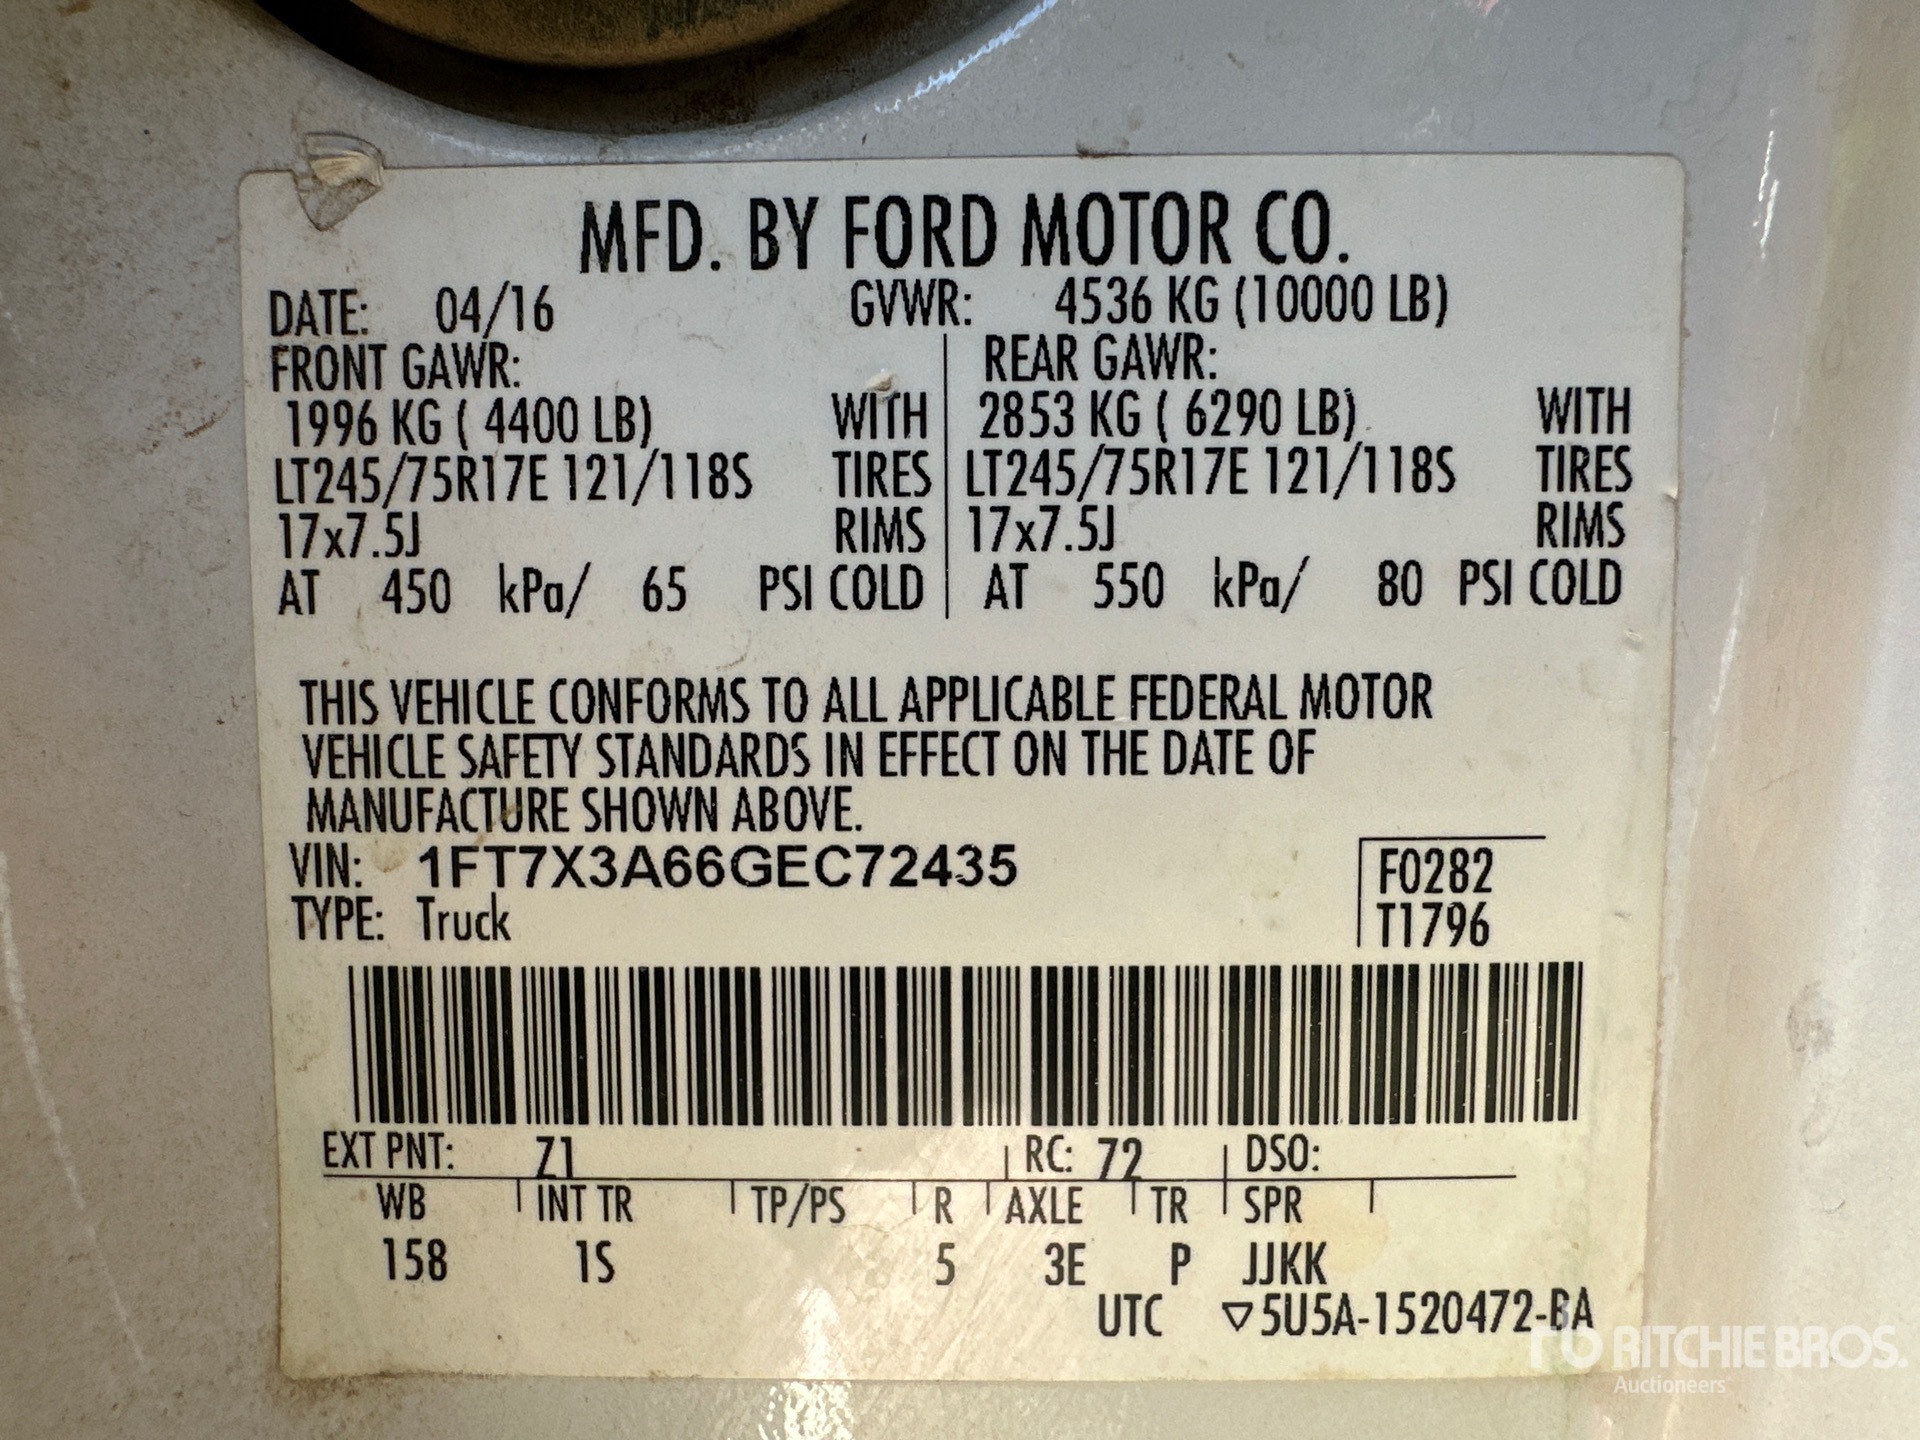 MFD. BY FORD MOTOR CO.
DATE: 04/16 GVWR: 4536 KG (10000 LB)
FRONT GAWR: REAR GAWR:
1996 KG ( 4400 LB) WITH 2853 KG ( 6290 LB) WITH
LT245/75R17E 121/118S TIRES LT245/75R17E 121/118S TIRES
17x7.5J RIMS 17x7.5J RIMS
AT 450 kPa/ 65 PSI COLD AT 550 kPa/ 80 PSI COLD
THIS VEHICLE CONFORMS TO ALL APPLICABLE FEDERAL MOTOR
VEHICLE SAFETY STANDARDS IN EFFECT ON THE DATE OF
MANUFACTURE SHOWN ABOVE.
VIN: 1FT7X3A66GEC72435 F0282
TYPE: Truck T1796
EXT PNT: Z1 RC: 72 DSO:
WB INT TR TP/PS R AXLE TR SPR
158 1S 5 3E P JJKK
UTC ▽5U5A-1520472-BA
RITCHIE BROS.
Auctioneers